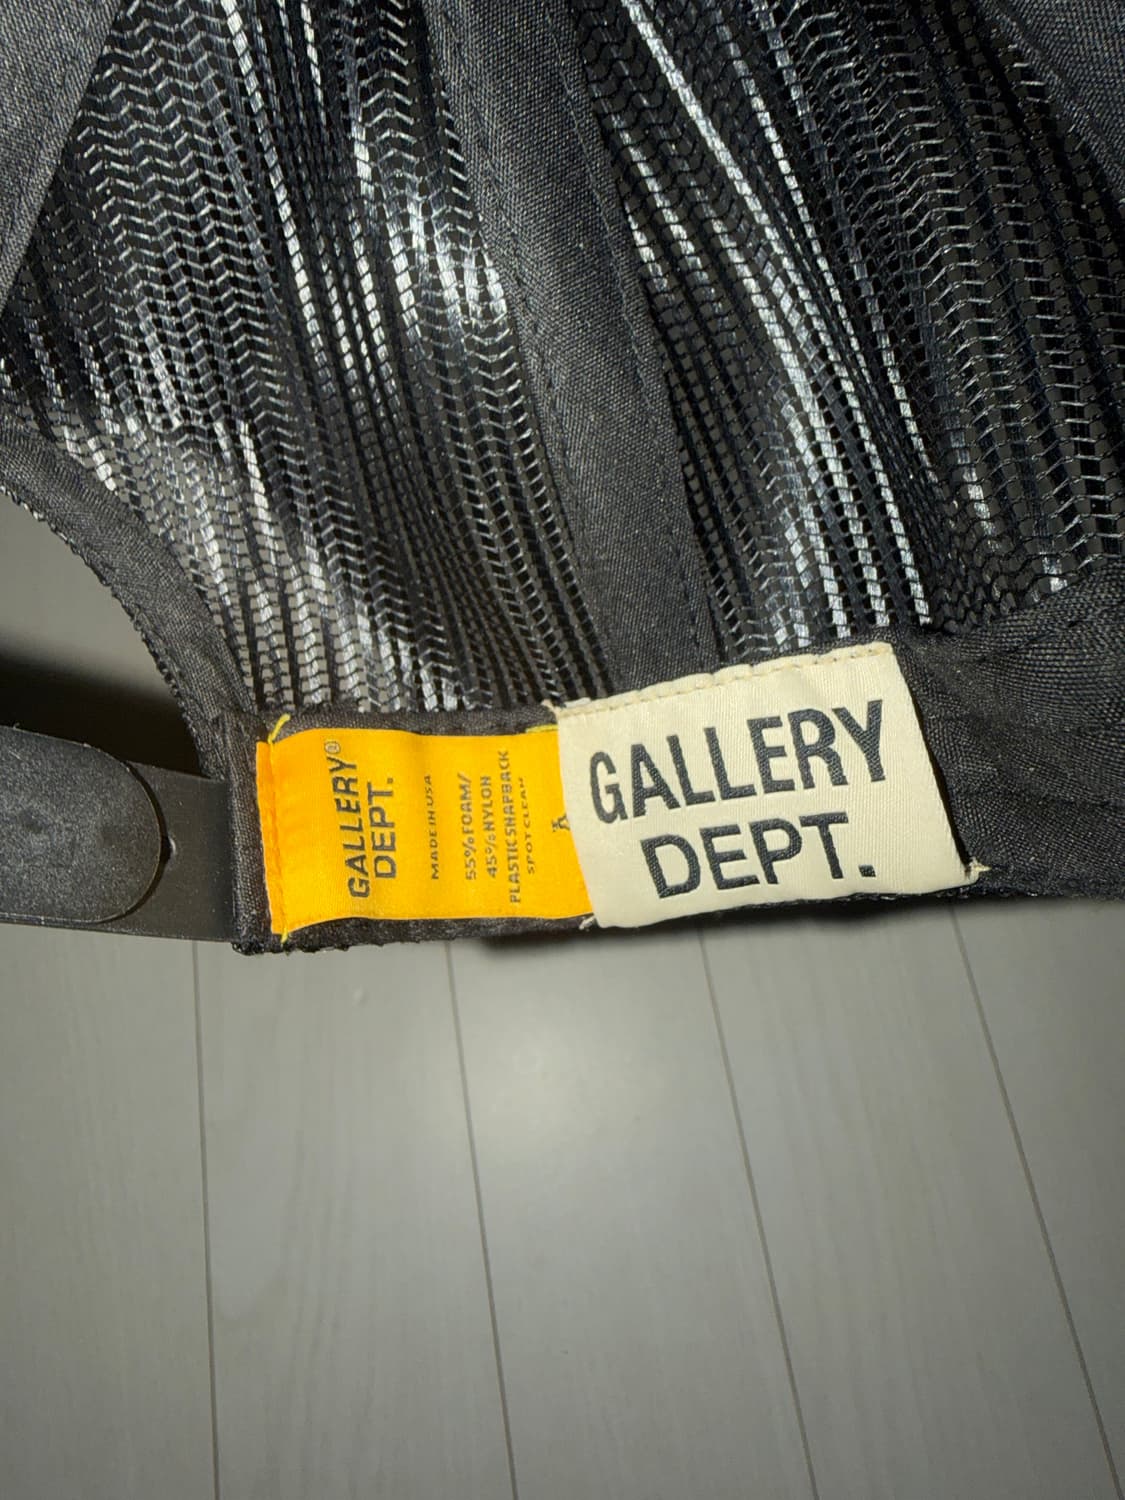 GALLERY®
DEPT.
MADE IN USA
55% FOAM/
45% NYLON
PLASTIC SNAPBACK
SPOT CLEAN
GALLERY
DEPT.